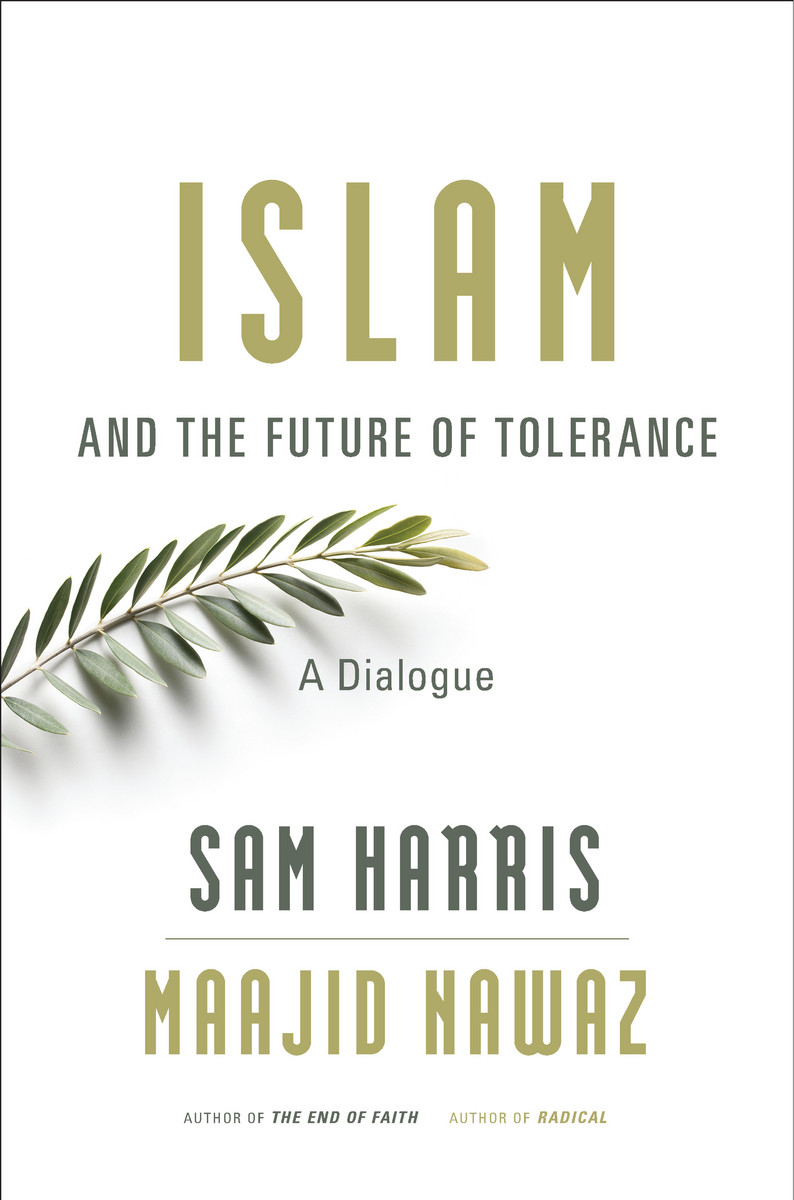 ISLAM
AND THE FUTURE OF TOLERANCE
A Dialogue
SAM HARRIS
MAAJID NAWAZ
AUTHOR OF THE END OF FAITH AUTHOR OF RADICAL